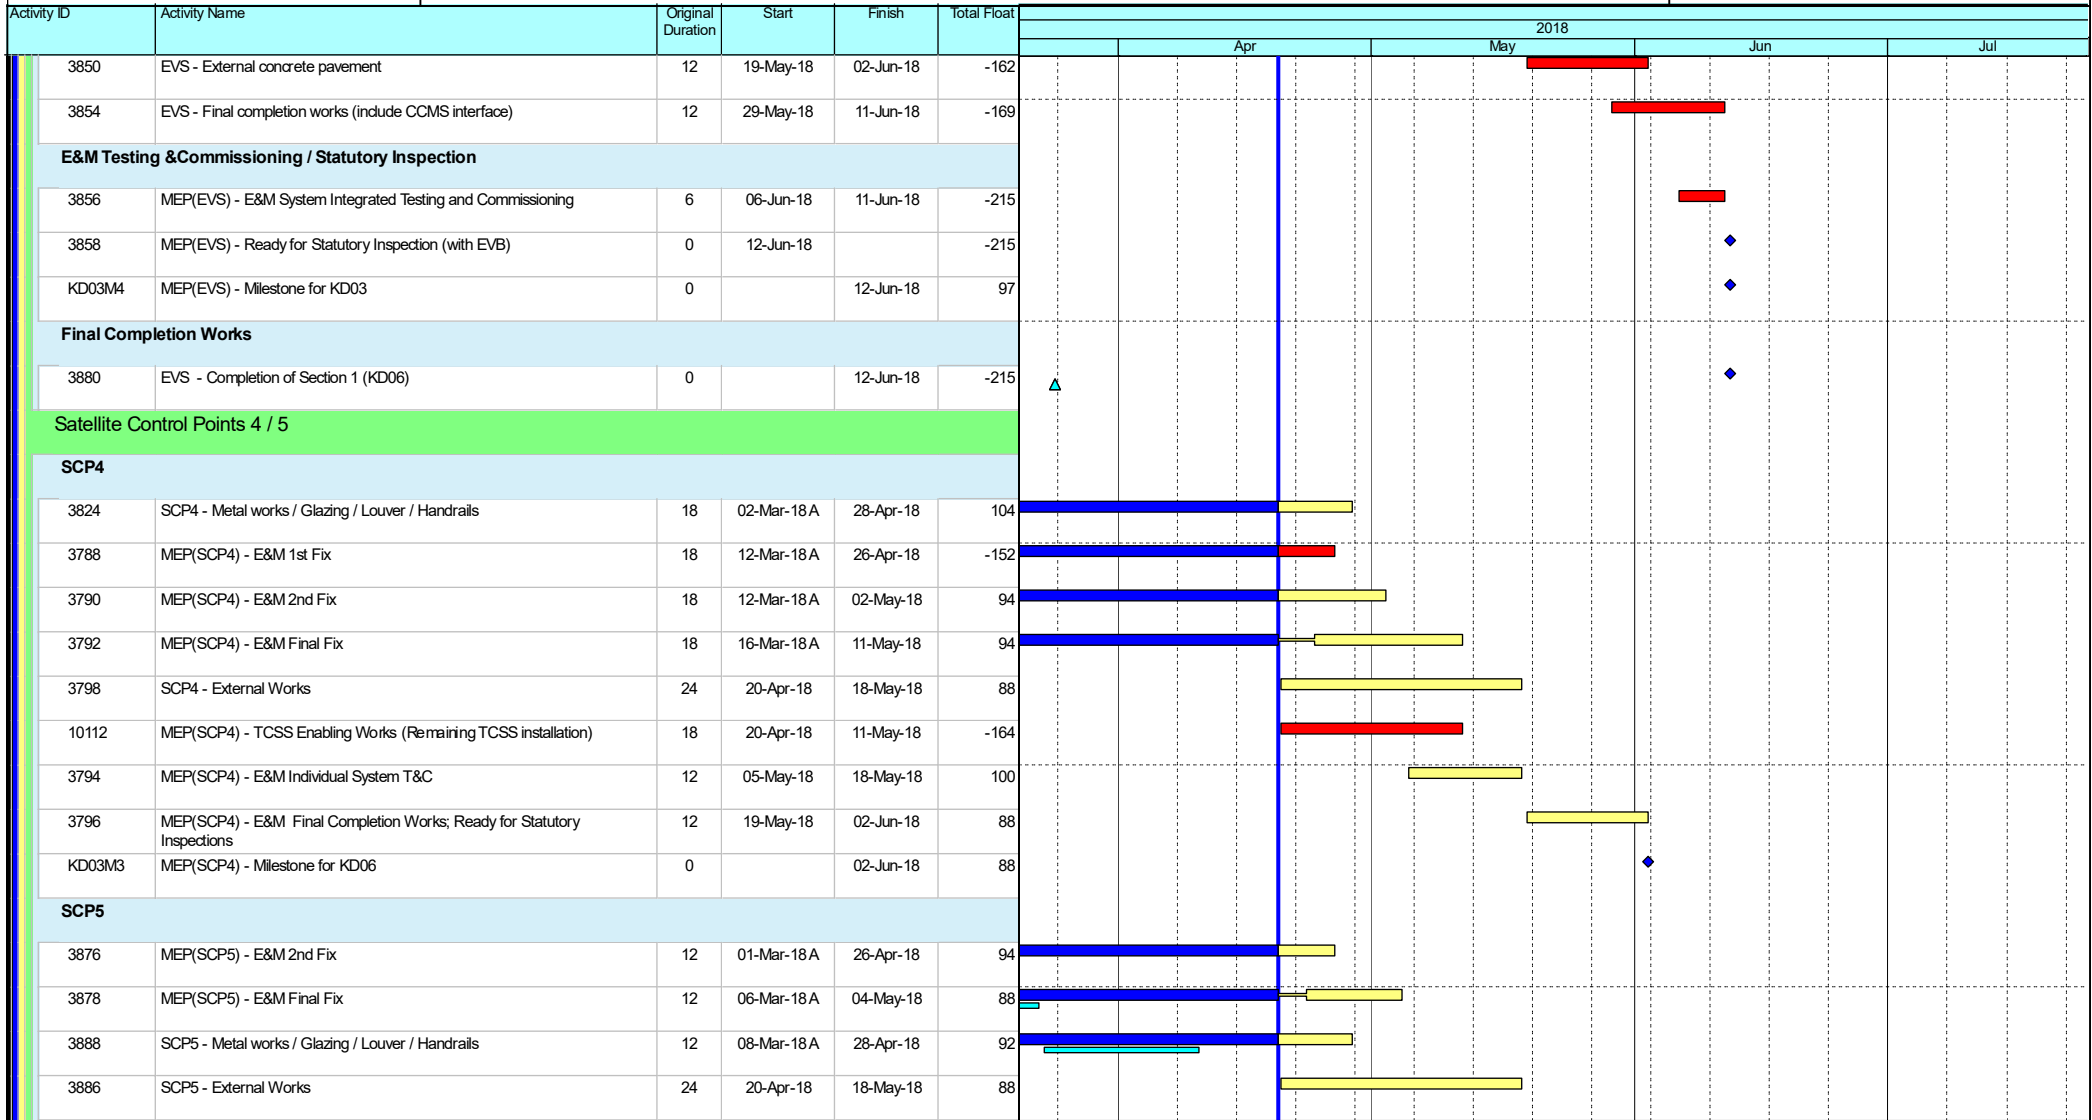 Activity ID Activity Name Original Duration Start Finish Total Float
2018
Apr May Jun Jul
3850 EVS - External concrete pavement 12 19-May-18 02-Jun-18 -162
3854 EVS - Final completion works (include CCMS interface) 12 29-May-18 11-Jun-18 -169
E&M Testing &Commissioning / Statutory Inspection
3856 MEP(EVS) - E&M System Integrated Testing and Commissioning 6 06-Jun-18 11-Jun-18 -215
3858 MEP(EVS) - Ready for Statutory Inspection (with EVB) 0 12-Jun-18 -215
KD03M4 MEP(EVS) - Milestone for KD03 0 12-Jun-18 97
Final Completion Works
3880 EVS - Completion of Section 1 (KD06) 0 12-Jun-18 -215
Satellite Control Points 4 / 5
SCP4
3824 SCP4 - Metal works / Glazing / Louver / Handrails 18 02-Mar-18 A 28-Apr-18 104
3788 MEP(SCP4) - E&M 1st Fix 18 12-Mar-18 A 26-Apr-18 -152
3790 MEP(SCP4) - E&M 2nd Fix 18 12-Mar-18 A 02-May-18 94
3792 MEP(SCP4) - E&M Final Fix 18 16-Mar-18 A 11-May-18 94
3798 SCP4 - External Works 24 20-Apr-18 18-May-18 88
10112 MEP(SCP4) - TCSS Enabling Works (Remaining TCSS installation) 18 20-Apr-18 11-May-18 -164
3794 MEP(SCP4) - E&M Individual System T&C 12 05-May-18 18-May-18 100
3796 MEP(SCP4) - E&M Final Completion Works; Ready for Statutory 12 19-May-18 02-Jun-18 88
Inspections
KD03M3 MEP(SCP4) - Milestone for KD06 0 02-Jun-18 88
SCP5
3876 MEP(SCP5) - E&M 2nd Fix 12 01-Mar-18 A 26-Apr-18 94
3878 MEP(SCP5) - E&M Final Fix 12 06-Mar-18 A 04-May-18 88
3888 SCP5 - Metal works / Glazing / Louver / Handrails 12 08-Mar-18 A 28-Apr-18 92
3886 SCP5 - External Works 24 20-Apr-18 18-May-18 88